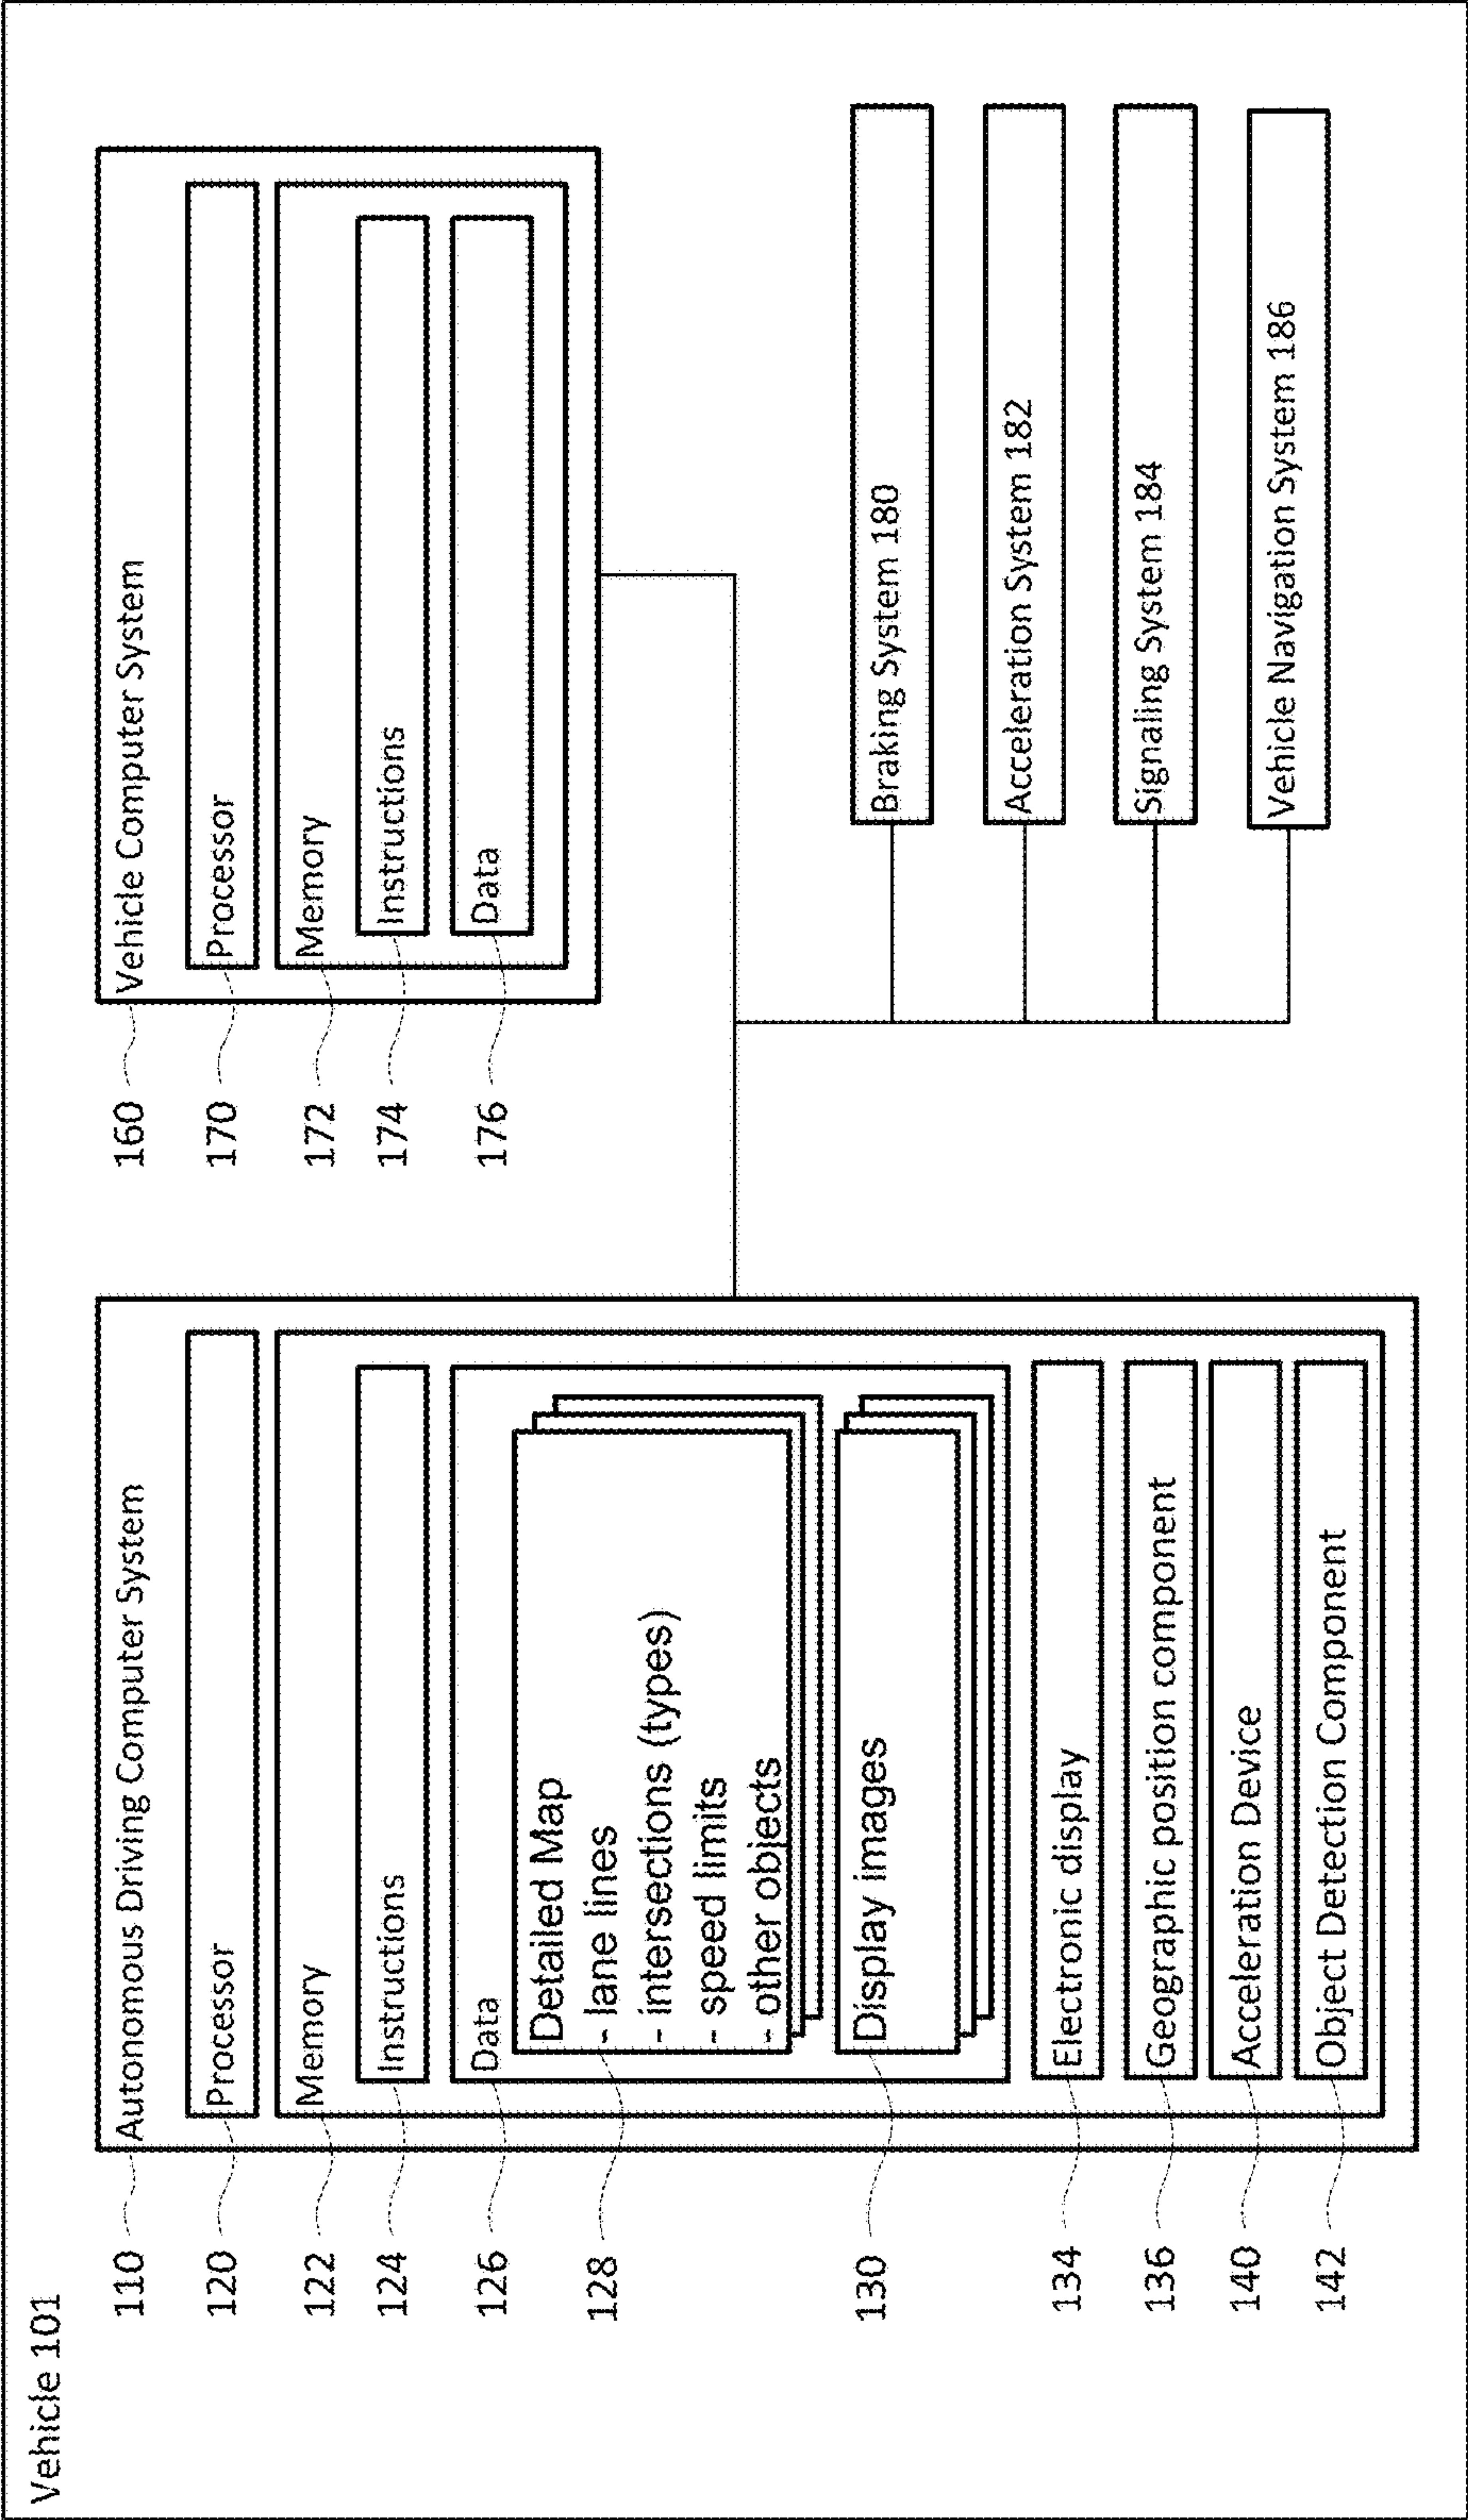 Vehicle 101
110
Autonomous Driving Computer System
120
Processor
122
Memory
124
Instructions
126
Data
128
Detailed Map
- lane lines
- intersections (types)
- speed limits
- other objects
130
Display images
134
Electronic display
136
Geographic position component
140
Acceleration Device
142
Object Detection Component
160
Vehicle Computer System
170
Processor
172
Memory
174
Instructions
176
Data
Braking System 180
Acceleration System 182
Signaling System 184
Vehicle Navigation System 186